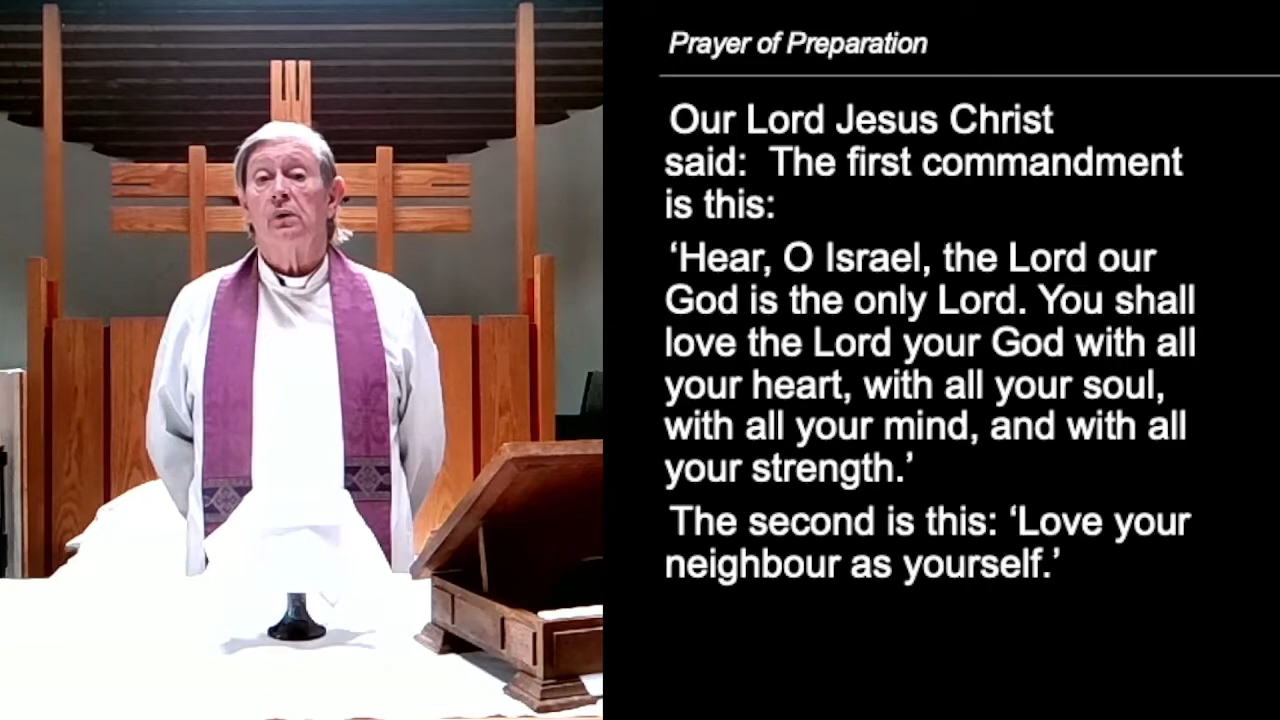 Prayer of Preparation
Our Lord Jesus Christ
said:  The first commandment
is this:
‘Hear, O Israel, the Lord our
God is the only Lord. You shall
love the Lord your God with all
your heart, with all your soul,
with all your mind, and with all
your strength.’
The second is this: ‘Love your
neighbour as yourself.’